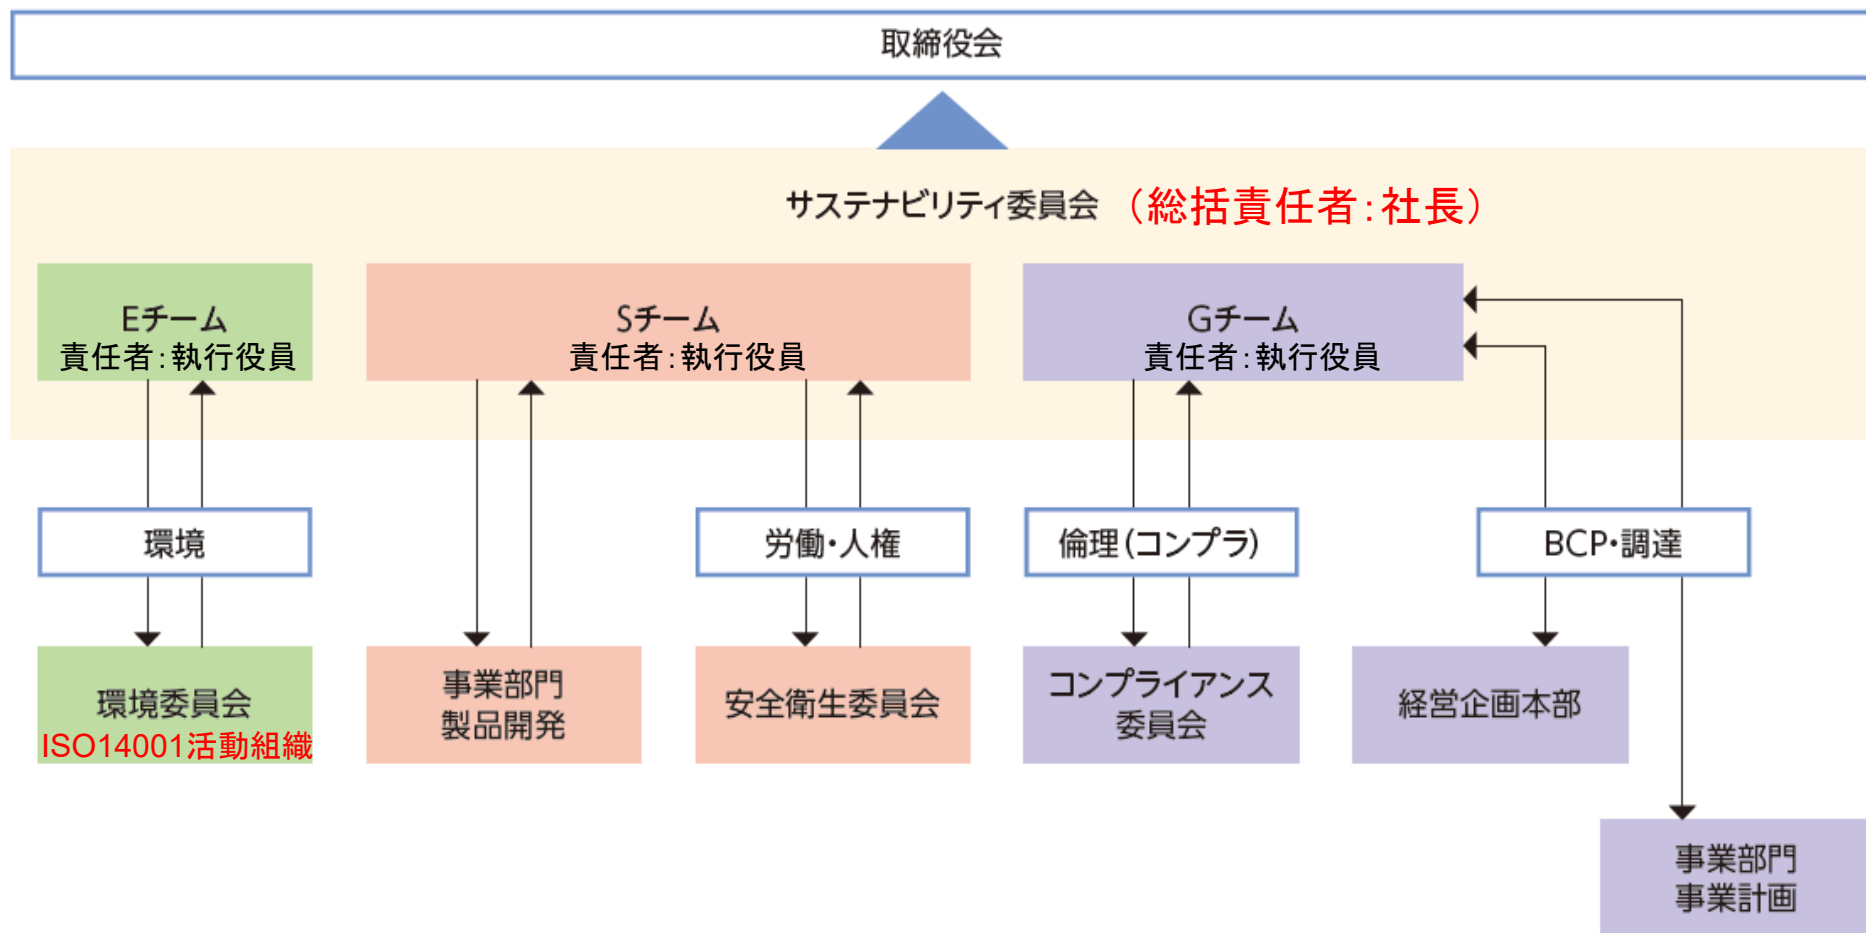 取締役会
サステナビリティ委員会 （総括責任者：社長）
Eチーム
責任者：執行役員
Sチーム
責任者：執行役員
Gチーム
責任者：執行役員
環境
労働・人権
倫理（コンプラ）
BCP・調達
環境委員会
ISO14001活動組織
事業部門
製品開発
安全衛生委員会
コンプライアンス
委員会
経営企画本部
事業部門
事業計画